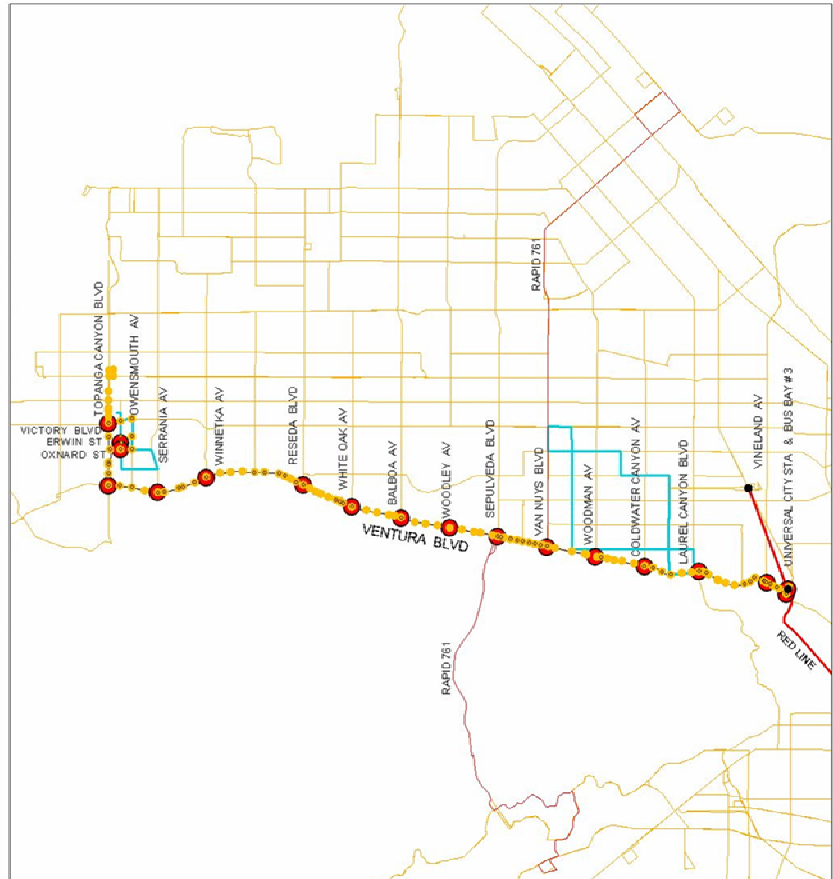 RAPID 761
TOPANGA CANYON BLVD
OWENSMOUTH AV
VICTORY BLVD
ERWIN ST
OXNARD ST
SERRANIA AV
WINNETKA AV
RESEDA BLVD
WHITE OAK AV
BALBOA AV
WOODLEY AV
SEPULVEDA BLVD
VAN NUYS BLVD
WOODMAN AV
COLDWATER CANYON AV
LAUREL CANYON BLVD
VINELAND AV
UNIVERSAL CITY STA & BUS BAY #3
VENTURA BLVD
RAPID 761
RED LINE